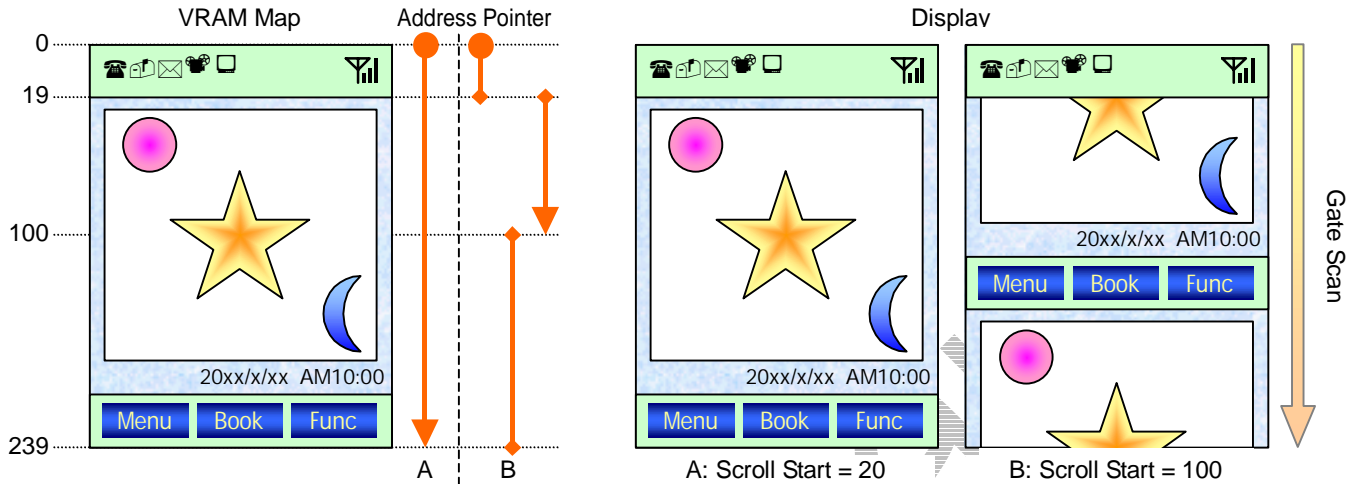 VRAM Map
Address Pointer
Display
0
19
100
239
20xx/x/xx AM10:00
Menu Book Func
A
B
20xx/x/xx AM10:00
Menu Book Func
A: Scroll Start = 20
20xx/x/xx AM10:00
Menu Book Func
B: Scroll Start = 100
Gate Scan